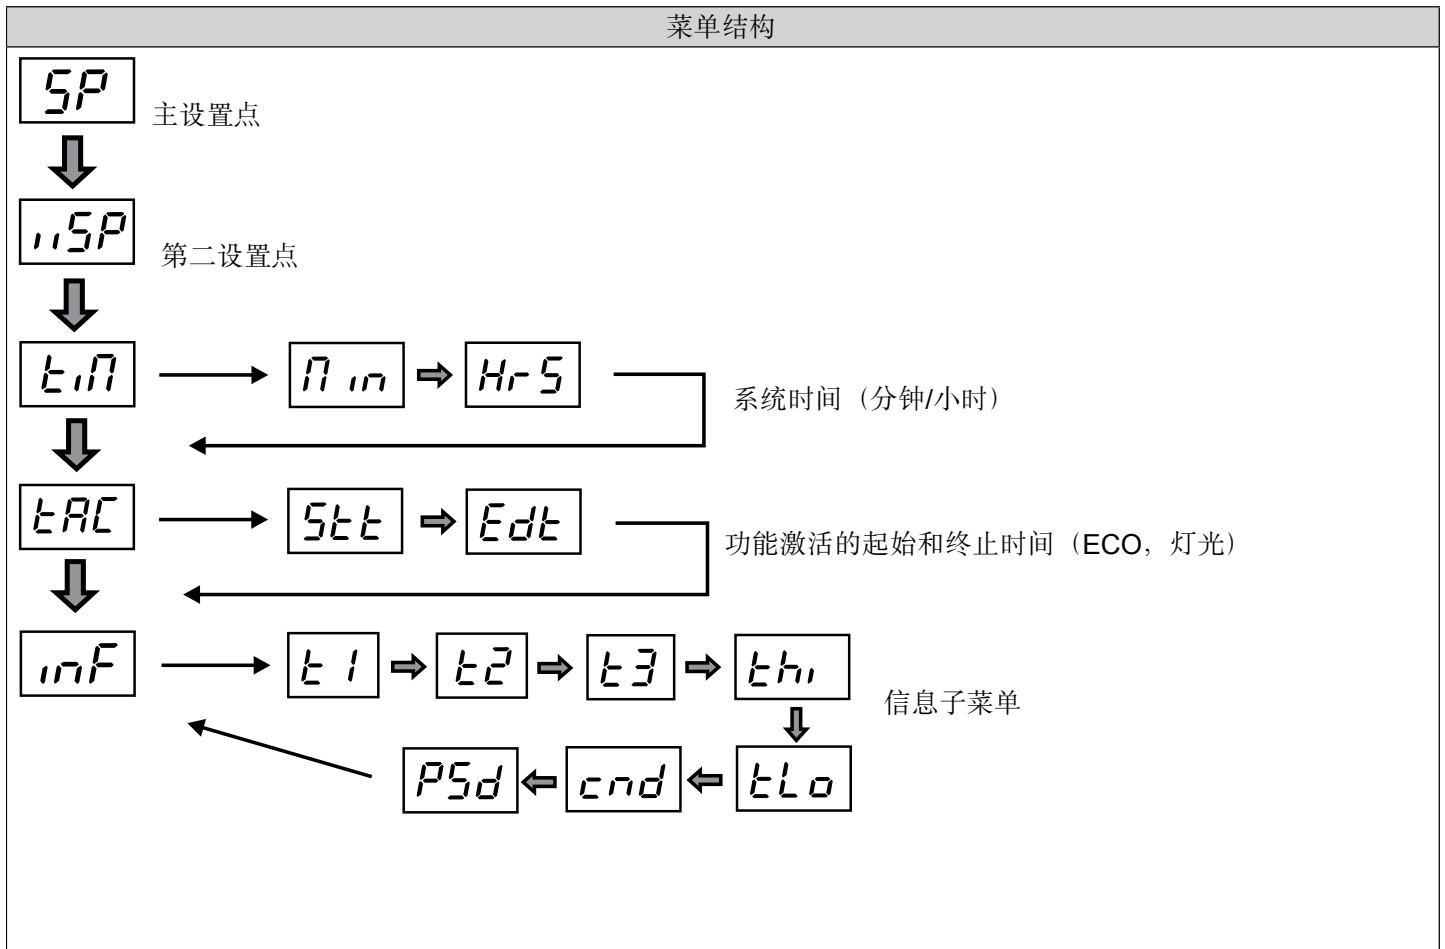 菜单结构
SP
主设置点
iiSP
第二设置点
tiM
Min
HrS
系统时间（分钟/小时）
tAC
Stt
Edt
功能激活的起始和终止时间（ECO，灯光）
inF
t1
t2
t3
thi
信息子菜单
PSd
cnd
tLo